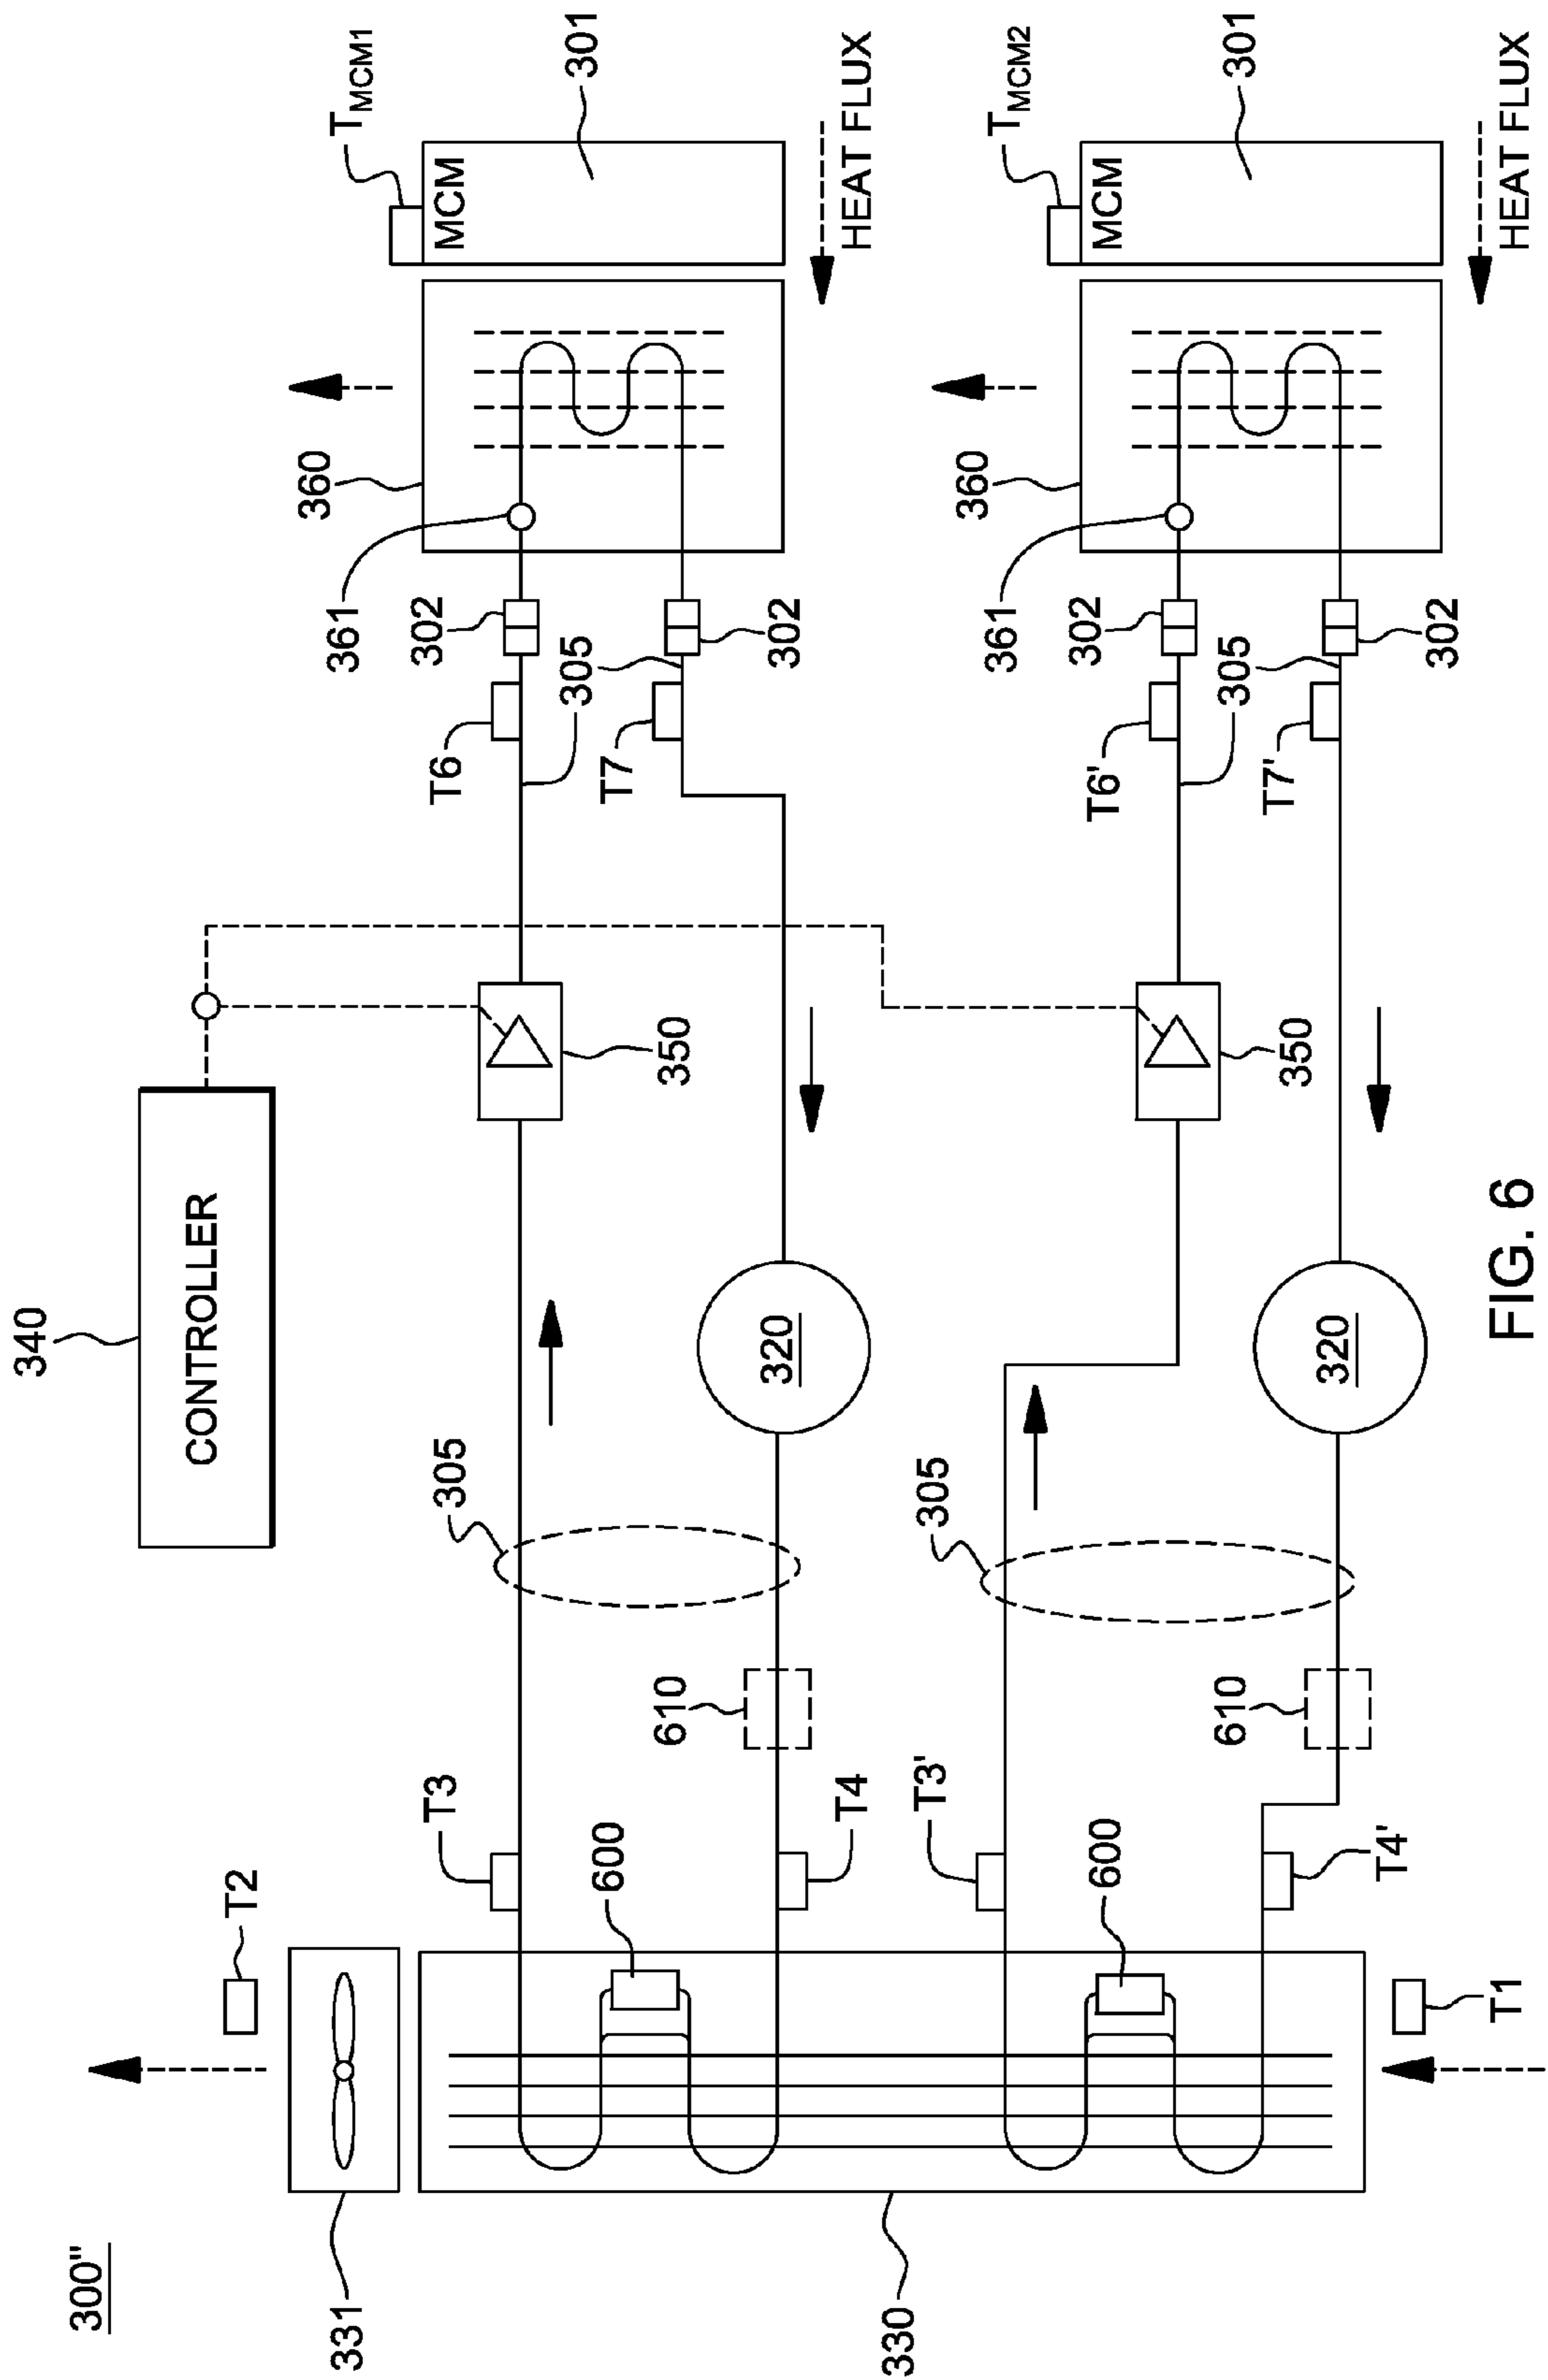 300"
331
T2
340
CONTROLLER
T3
305
350
T6
361
302
360
T_MCM1
MCM
301
HEAT FLUX
600
T4
610
320
T7
305
302
330
T3'
305
350
T6'
361
302
360
T_MCM2
MCM
301
HEAT FLUX
600
T4'
610
320
T7'
305
302
T1
FIG. 6